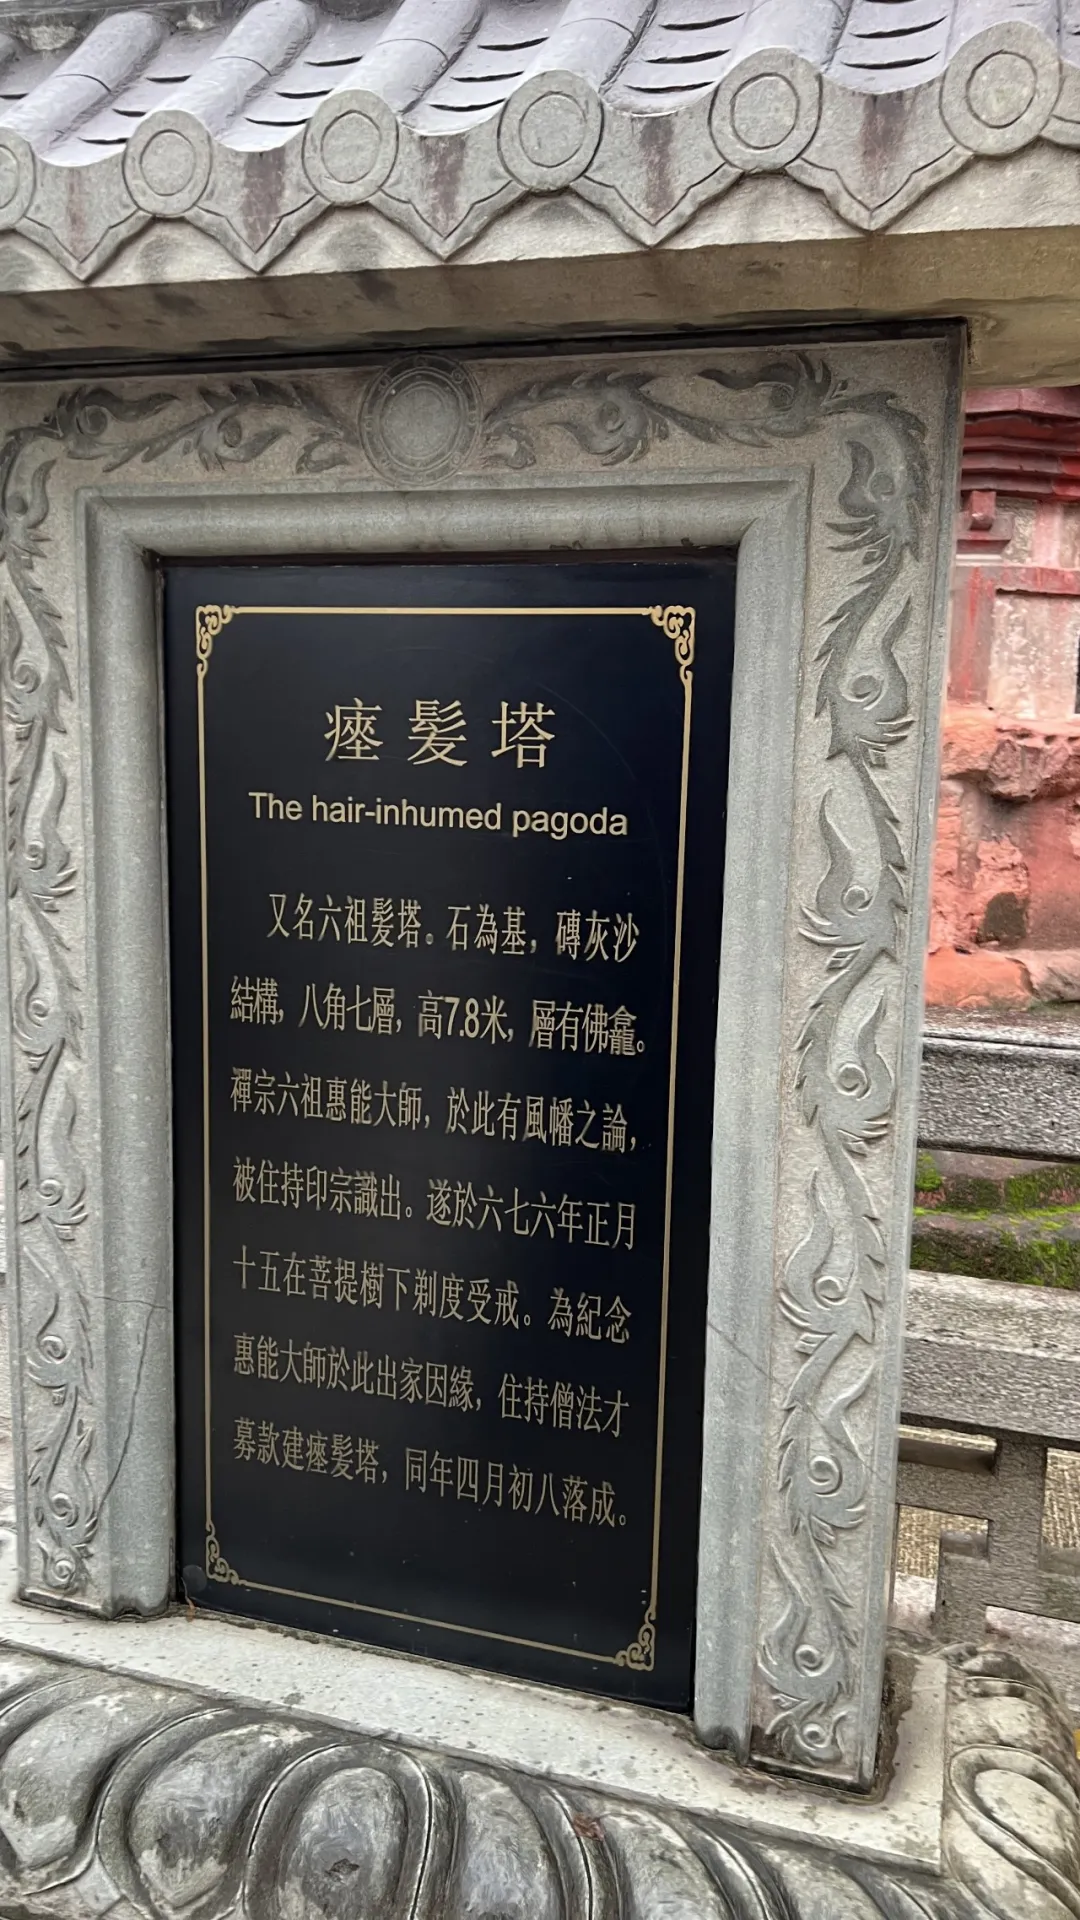 瘞髮塔
The hair-inhumed pagoda
又名六祖髮塔。石為基，磚灰沙
結構，八角七層，高7.8米，層有佛龕。
禪宗六祖惠能大師，於此有風幡之論，
被住持印宗識出。遂於六七六年正月
十五在菩提樹下剃度受戒。為紀念
惠能大師於此出家因緣，住持僧法才
募款建瘞髮塔，同年四月初八落成。